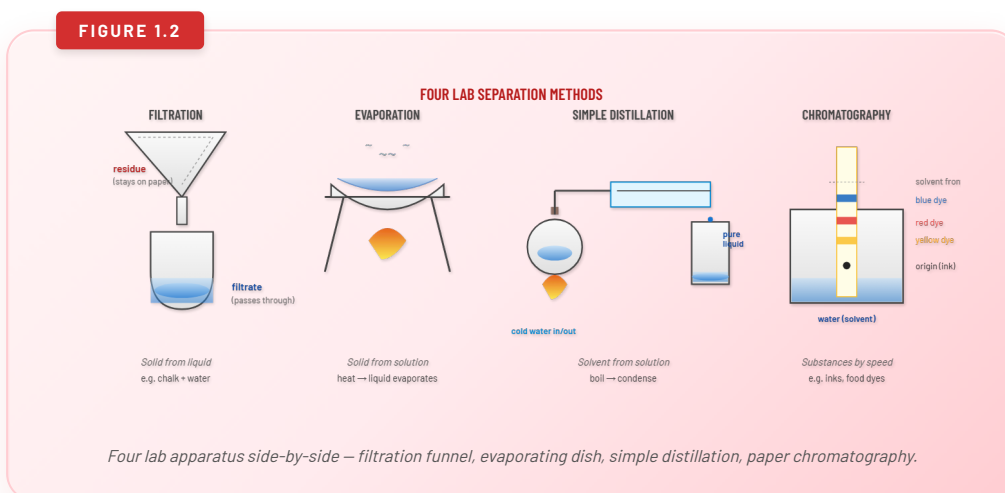 FIGURE 1.2
FOUR LAB SEPARATION METHODS
FILTRATION
residue
(stays on paper)
filtrate
(passes through)
Solid from liquid
e.g. chalk + water
EVAPORATION
~ ~~ ~
Solid from solution
heat → liquid evaporates
SIMPLE DISTILLATION
pure
liquid
cold water in/out
Solvent from solution
boil → condense
CHROMATOGRAPHY
solvent fron
blue dye
red dye
yellow dye
origin (ink)
water (solvent)
Substances by speed
e.g. inks, food dyes
Four lab apparatus side-by-side — filtration funnel, evaporating dish, simple distillation, paper chromatography.